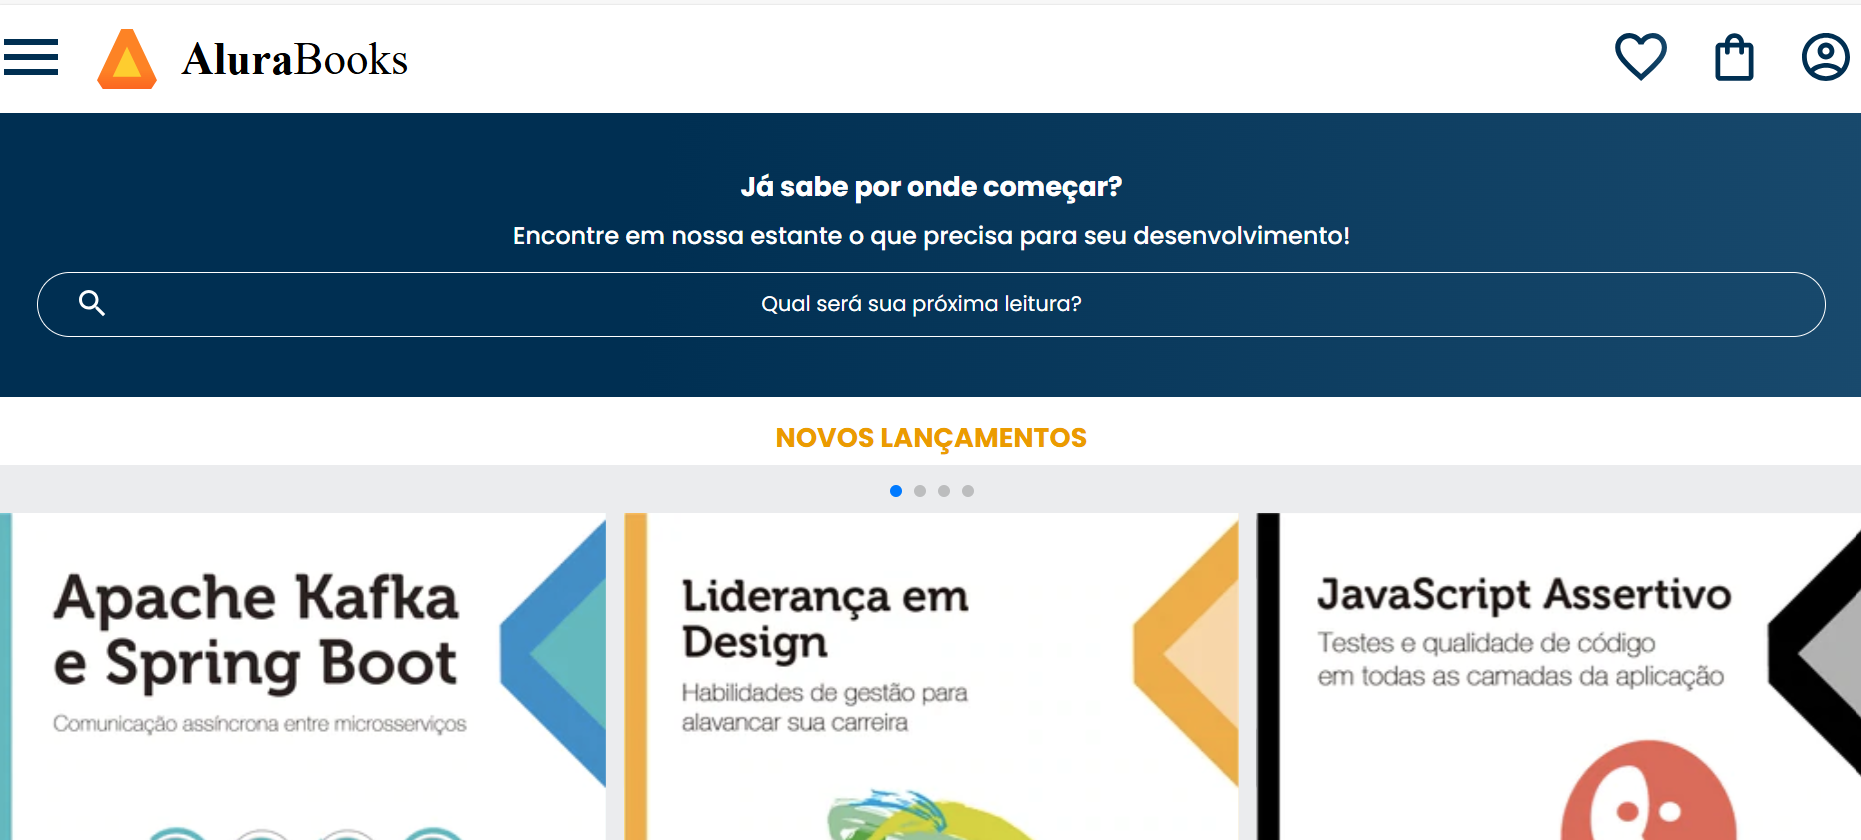 AluraBooks
Já sabe por onde começar?
Encontre em nossa estante o que precisa para seu desenvolvimento!
Qual será sua próxima leitura?
NOVOS LANÇAMENTOS
Apache Kafka
e Spring Boot
Comunicação assíncrona entre microsserviços
Liderança em
Design
Habilidades de gestão para
alavancar sua carreira
JavaScript Assertivo
Testes e qualidade de código
em todas as camadas da aplicação